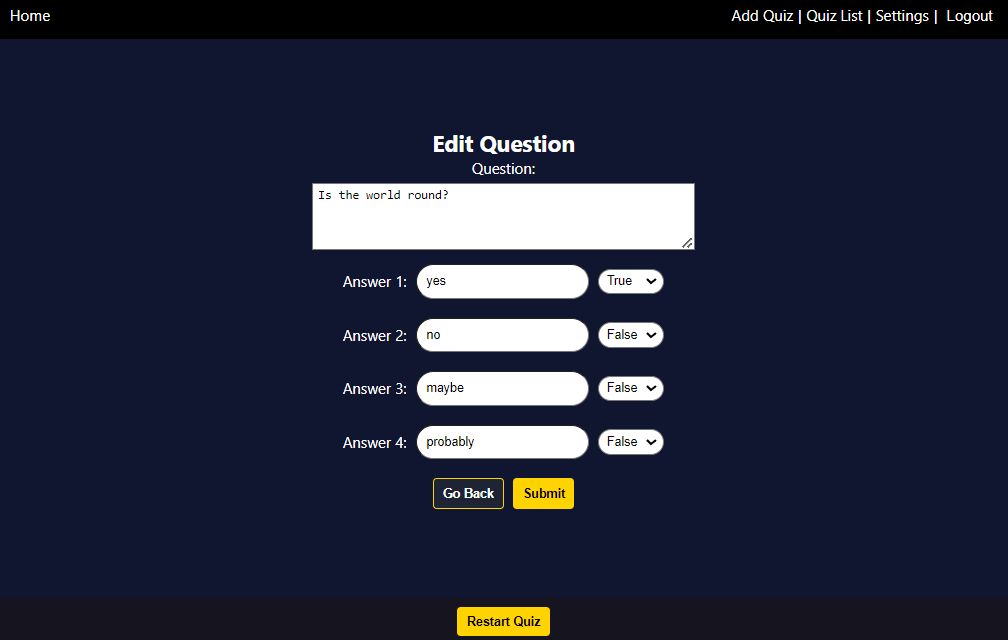 Home Add Quiz | Quiz List | Settings | Logout
Edit Question
Question:
Is the world round?
Answer 1: yes True
Answer 2: no False
Answer 3: maybe False
Answer 4: probably False
Go Back Submit
Restart Quiz